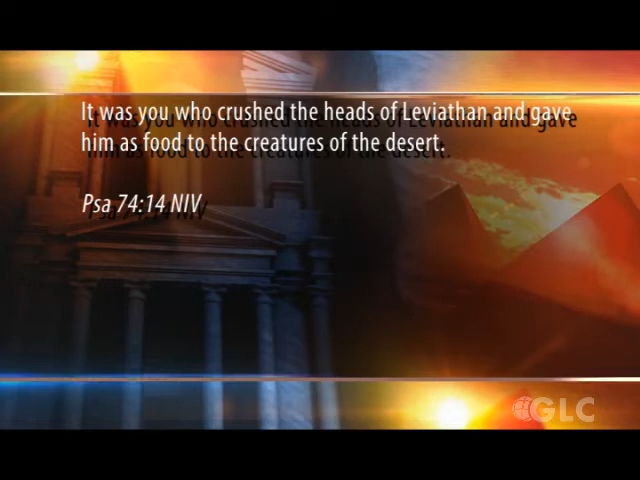 It was you who crushed the heads of Leviathan and gave
him as food to the creatures of the desert.
Psa 74:14 NIV
GLC